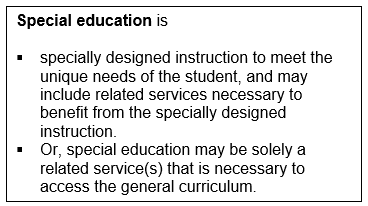 Special education is
▪ specially designed instruction to meet the
unique needs of the student, and may
include related services necessary to
benefit from the specially designed
instruction.
▪ Or, special education may be solely a
related service(s) that is necessary to
access the general curriculum.